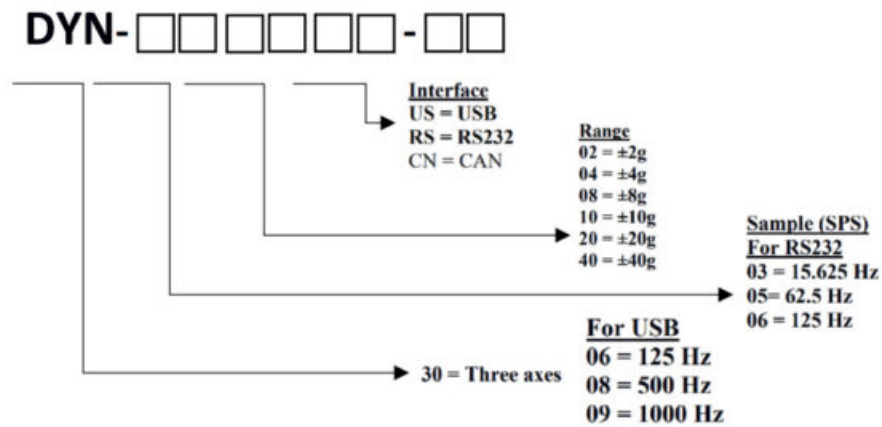 DYN-□□□□□□-□□
Interface
US = USB
RS = RS232
CN = CAN
Range
02 = ±2g
04 = ±4g
08 = ±8g
10 = ±10g
20 = ±20g
40 = ±40g
Sample (SPS)
For RS232
03 = 15.625 Hz
05= 62.5 Hz
06 = 125 Hz
For USB
06 = 125 Hz
08 = 500 Hz
09 = 1000 Hz
30 = Three axes